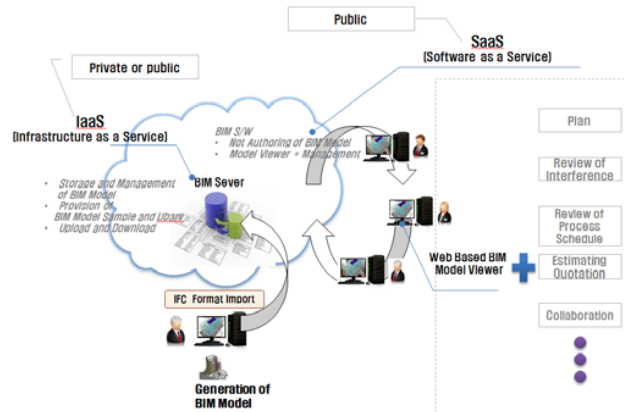 Public
SaaS
(Software as a Service)
Private or public
IaaS
(Infrastructure as a Service)
BIM S/W
• Not Authoring of BIM Model
• Model Viewer + Management
Plan
Review of
Interference
• Storage and Management
of BIM Model
• Provision of
BIM Model Sample and Libary
• Upload and Download
BIM Sever
Review of
Process
Schedule
Web Based BIM
Model Viewer
Estimating
Quotation
IFC Format Import
Collaboration
Generation of
BIM Model